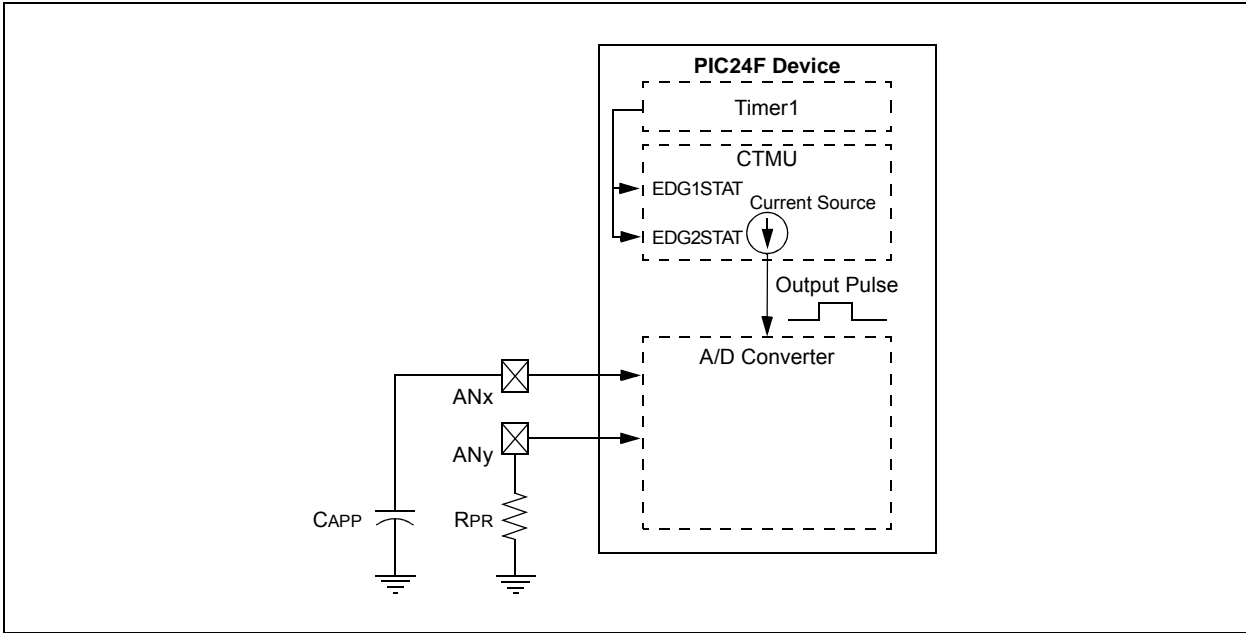 PIC24F Device
Timer1
CTMU
EDG1STAT
Current Source
EDG2STAT
Output Pulse
A/D Converter
ANx
ANy
CAPP
RPR